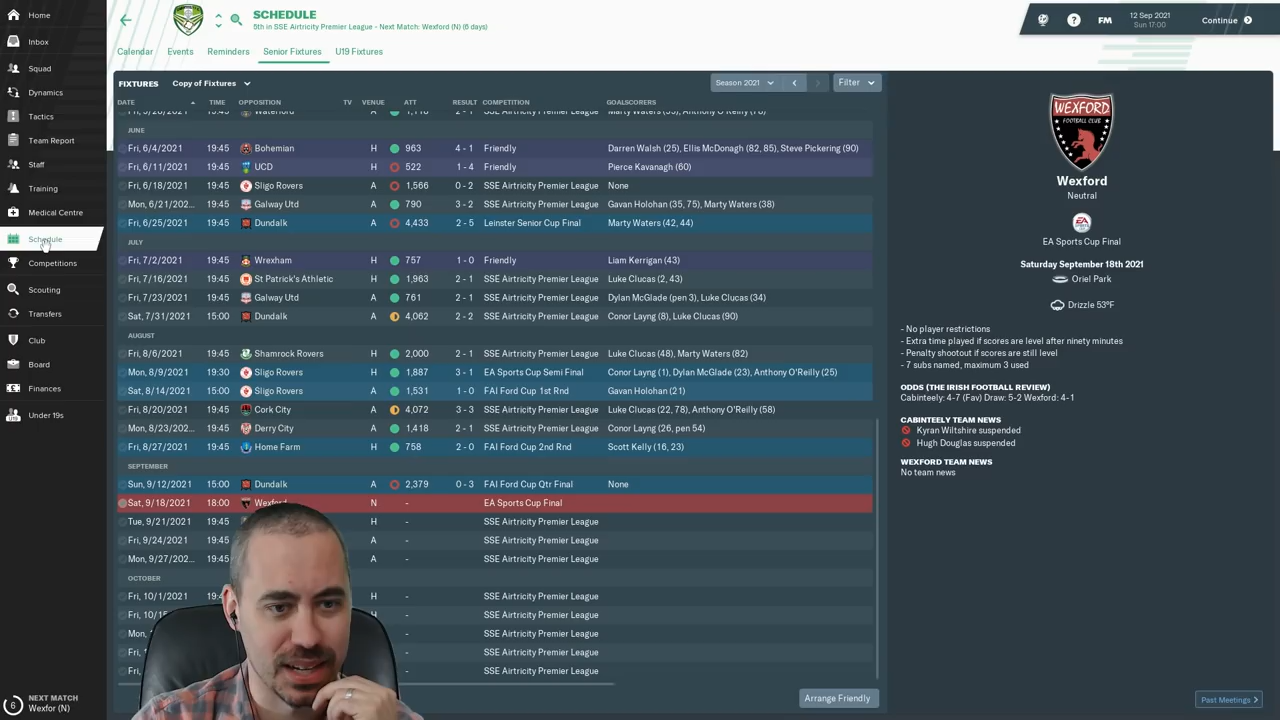 Home
Inbox
Squad
Dynamics
Tactics
Team Report
Staff
Training
Medical Centre
Schedule
Competitions
Scouting
Transfers
Club
Board
Finances
Under 19s
6 NEXT MATCH
Wexfor (N)
SCHEDULE
5th in SSE Airtricity Premier League - Next Match: Wexford (N) (6 days)
? FM 12 Sep 2021
Sun 17:00
Continue
Calendar Events Reminders Senior Fixtures U19 Fixtures
FIXTURES Copy of Fixtures Season 2021 Filter
DATE TIME OPPOSITION TV VENUE ATT RESULT COMPETITION GOALSCORERS
JUNE
Fri, 6/4/2021 19:45 Bohemian H 963 4 - 1 Friendly Darren Walsh (25), Ellis McDonagh (82, 85), Steve Pickering (90)
Fri, 6/11/2021 19:45 UCD H 522 1 - 4 Friendly Pierce Kavanagh (60)
Fri, 6/18/2021 19:45 Sligo Rovers A 1,566 0 - 2 SSE Airtricity Premier League None
Mon, 6/21/202... 19:45 Galway Utd A 790 3 - 2 SSE Airtricity Premier League Gavan Holohan (35, 75), Marty Waters (38)
Fri, 6/25/2021 19:45 Dundalk A 4,433 2 - 5 Leinster Senior Cup Final Marty Waters (42, 44)
JULY
Fri, 7/2/2021 19:45 Wrexham H 757 1 - 0 Friendly Liam Kerrigan (43)
Fri, 7/16/2021 19:45 St Patrick's Athletic H 1,963 2 - 1 SSE Airtricity Premier League Luke Clucas (2, 43)
Fri, 7/23/2021 19:45 Galway Utd A 761 2 - 1 SSE Airtricity Premier League Dylan McGlade (pen 3), Luke Clucas (34)
Sat, 7/31/2021 15:00 Dundalk A 4,062 2 - 2 SSE Airtricity Premier League Conor Layng (8), Luke Clucas (90)
AUGUST
Fri, 8/6/2021 19:45 Shamrock Rovers H 2,000 2 - 1 SSE Airtricity Premier League Luke Clucas (48), Marty Waters (82)
Mon, 8/9/2021 19:30 Sligo Rovers H 1,887 3 - 1 EA Sports Cup Semi Final Conor Layng (1), Dylan McGlade (23), Anthony O'Reilly (25)
Sat, 8/14/2021 15:00 Sligo Rovers A 1,531 1 - 0 FAI Ford Cup 1st Rnd Gavan Holohan (21)
Fri, 8/20/2021 19:45 Cork City A 4,072 3 - 3 SSE Airtricity Premier League Luke Clucas (22, 78), Anthony O'Reilly (58)
Mon, 8/23/202... 19:45 Derry City A 1,418 2 - 1 SSE Airtricity Premier League Conor Layng (26, pen 54)
Fri, 8/27/2021 19:45 Home Farm H 758 2 - 0 FAI Ford Cup 2nd Rnd Scott Kelly (16, 23)
SEPTEMBER
Sun, 9/12/2021 15:00 Dundalk A 2,379 0 - 3 FAI Ford Cup Qtr Final None
Sat, 9/18/2021 18:00 Wexford N - EA Sports Cup Final
Tue, 9/21/2021 19:45 H - SSE Airtricity Premier League
Fri, 9/24/2021 19:45 A - SSE Airtricity Premier League
Mon, 9/27/202... 19:45 A - SSE Airtricity Premier League
OCTOBER
Fri, 10/1/2021 19:4 H - SSE Airtricity Premier League
Fri, 10/15 H - SSE Airtricity Premier League
Mon, A - SSE Airtricity Premier League
Fri, A - SSE Airtricity Premier League
Fri, A - SSE Airtricity Premier League
Arrange Friendly
WEXFORD
FOOTBALL CLUB
Wexford
Neutral
EA SPORTS
EA Sports Cup Final
Saturday September 18th 2021
Oriel Park
Drizzle 53°F
- No player restrictions
- Extra time played if scores are level after ninety minutes
- Penalty shootout if scores are still level
- 7 subs named, maximum 3 used
ODDS (THE IRISH FOOTBALL REVIEW)
Cabinteely: 4-7 (Fav) Draw: 5-2 Wexford: 4-1
CABINTEELY TEAM NEWS
Kyran Wiltshire suspended
Hugh Douglas suspended
WEXFORD TEAM NEWS
No team news
Past Meetings